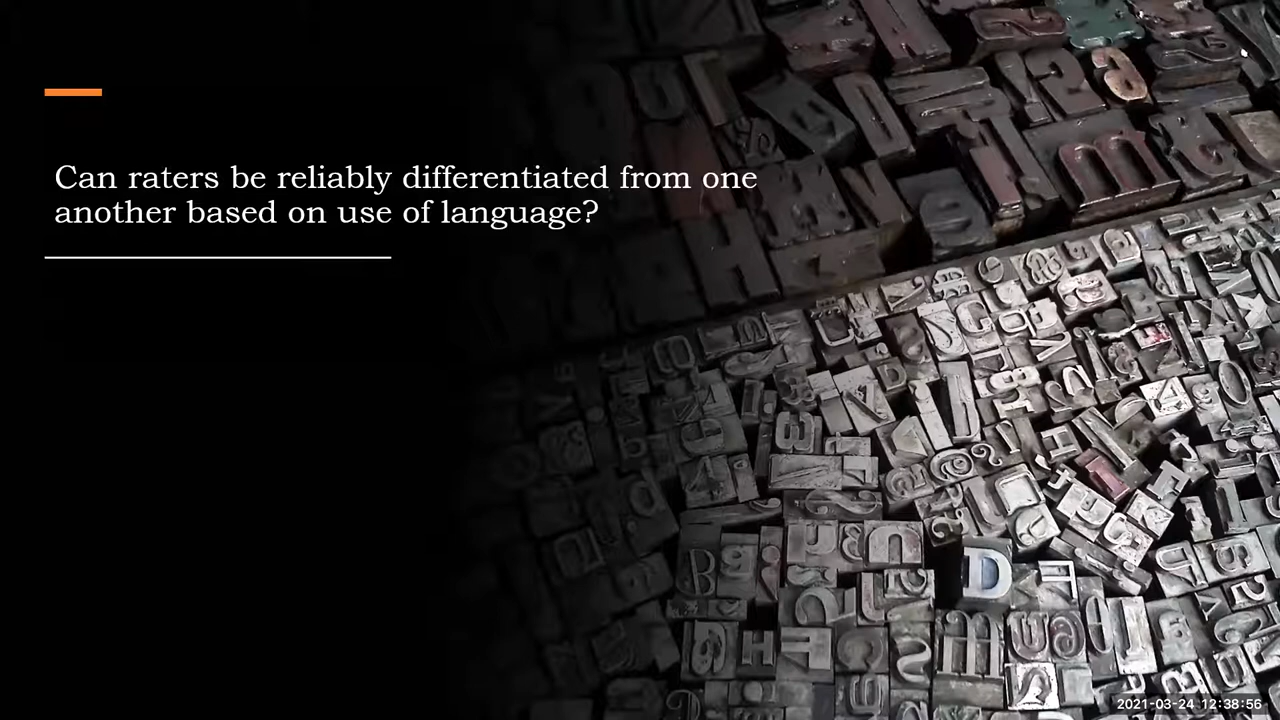 Can raters be reliably differentiated from one
another based on use of language?
2021-03-24 12:38:56